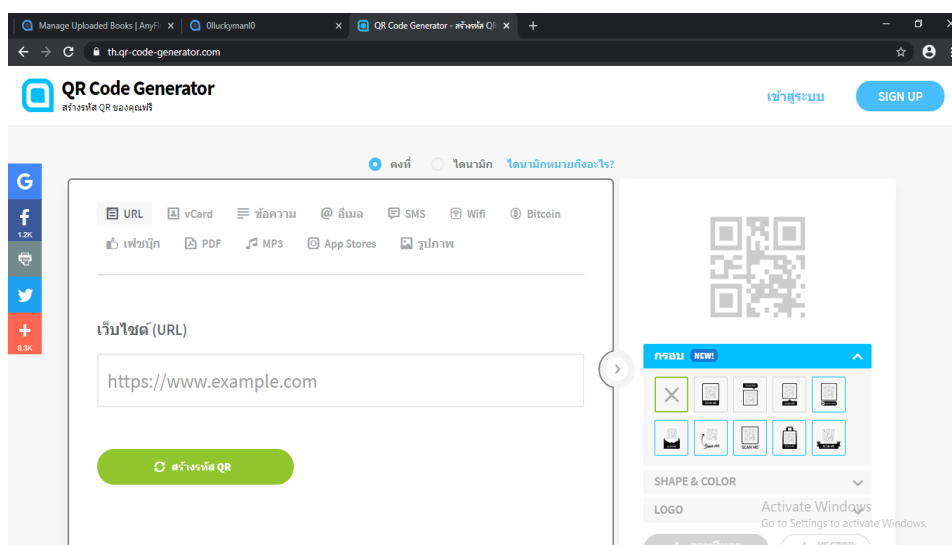 Manage Uploaded Books | AnyFl
0lluckymanl0
QR Code Generator - สร้างรหัส QR
th.qr-code-generator.com
QR Code Generator
สร้างรหัส QR ของคุณฟรี
เข้าสู่ระบบ
SIGN UP
คงที่ ไดนามิก ไดนามิกหมายถึงอะไร?
1.2K
8.3K
URL vCard ข้อความ @ อีเมล SMS Wifi Bitcoin
เฟซบุ๊ก PDF MP3 App Stores รูปภาพ
เว็บไซต์ (URL)
https://www.example.com
สร้างรหัส QR
กรอบ NEW!
SCAN ME
SHAPE & COLOR
LOGO
VECTOR
Activate Windows
Go to Settings to activate Windows.